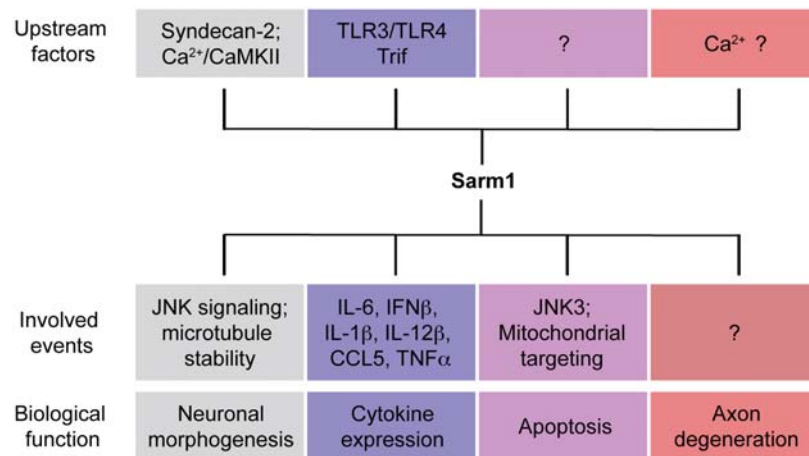 Upstream
factors
Syndecan-2;
Ca²⁺/CaMKII
TLR3/TLR4
Trif
?
Ca²⁺ ?
Sarm1
Involved
events
JNK signaling;
microtubule
stability
IL-6, IFNβ,
IL-1β, IL-12β,
CCL5, TNFα
JNK3;
Mitochondrial
targeting
?
Biological
function
Neuronal
morphogenesis
Cytokine
expression
Apoptosis
Axon
degeneration